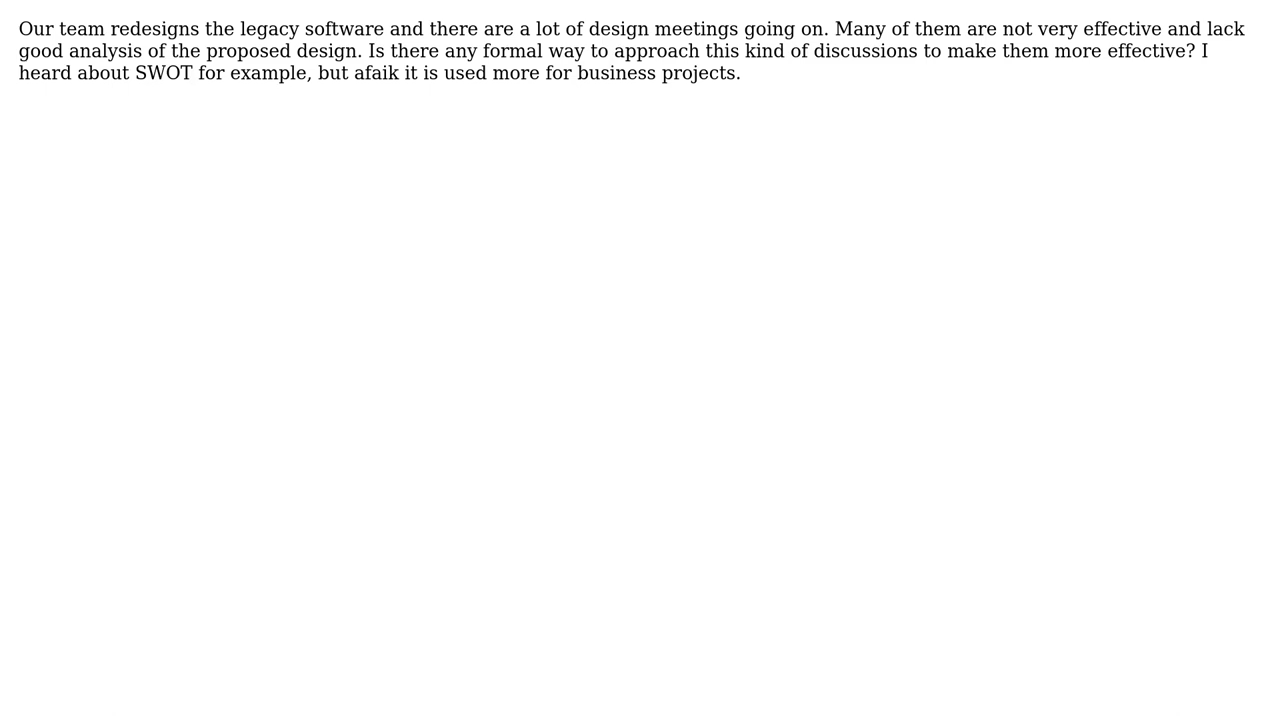 Our team redesigns the legacy software and there are a lot of design meetings going on. Many of them are not very effective and lack
good analysis of the proposed design. Is there any formal way to approach this kind of discussions to make them more effective? I
heard about SWOT for example, but afaik it is used more for business projects.